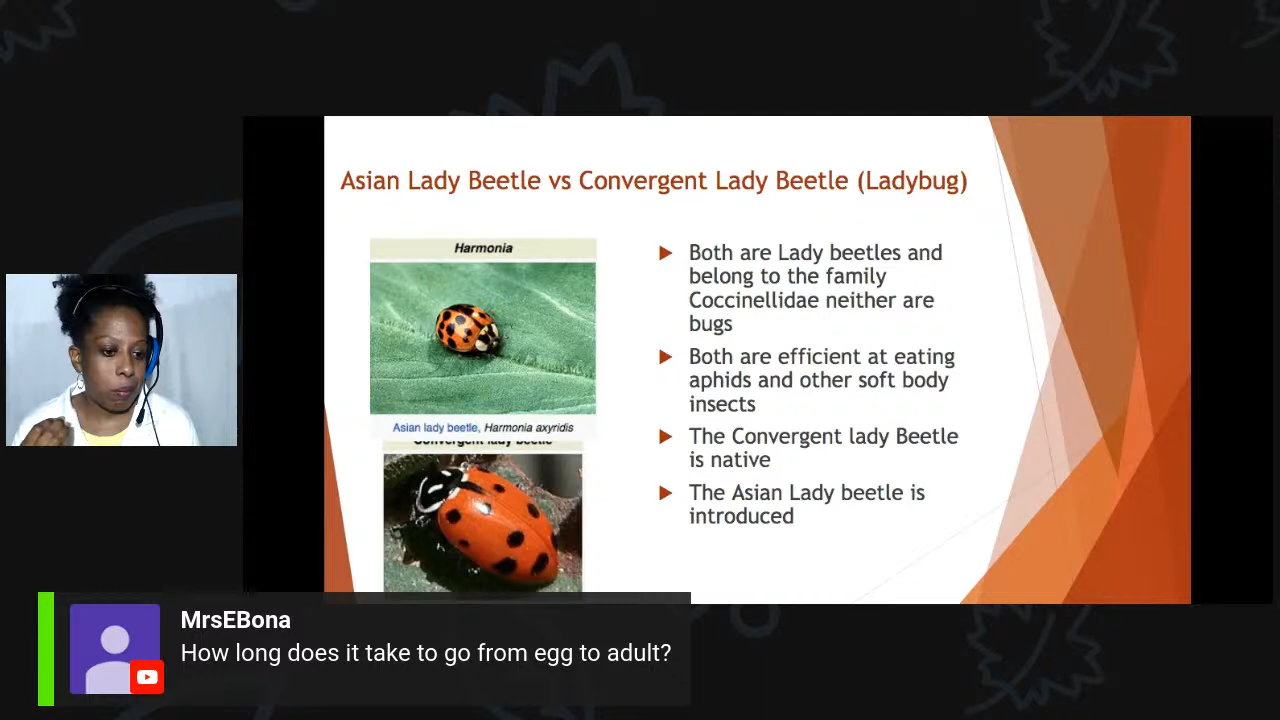 Asian Lady Beetle vs Convergent Lady Beetle (Ladybug)
Harmonia
Asian lady beetle, Harmonia axyridis
Convergent lady beetle
Both are Lady beetles and
belong to the family
Coccinellidae neither are
bugs
Both are efficient at eating
aphids and other soft body
insects
The Convergent lady Beetle
is native
The Asian Lady beetle is
introduced
MrsEBona
How long does it take to go from egg to adult?